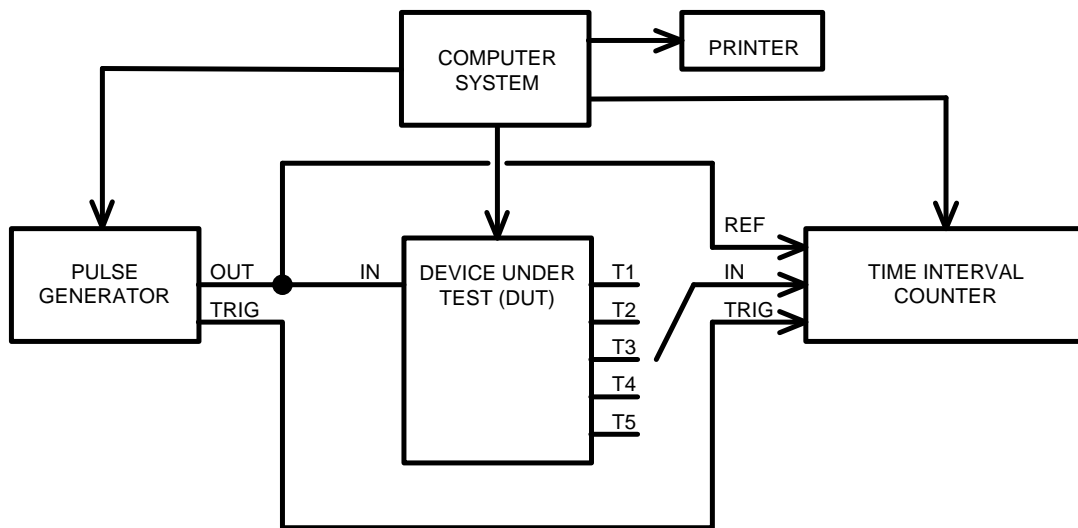 COMPUTER
SYSTEM
PRINTER
PULSE
GENERATOR
OUT
TRIG
IN
DEVICE UNDER
TEST (DUT)
T1
T2
T3
T4
T5
REF
IN
TRIG
TIME INTERVAL
COUNTER